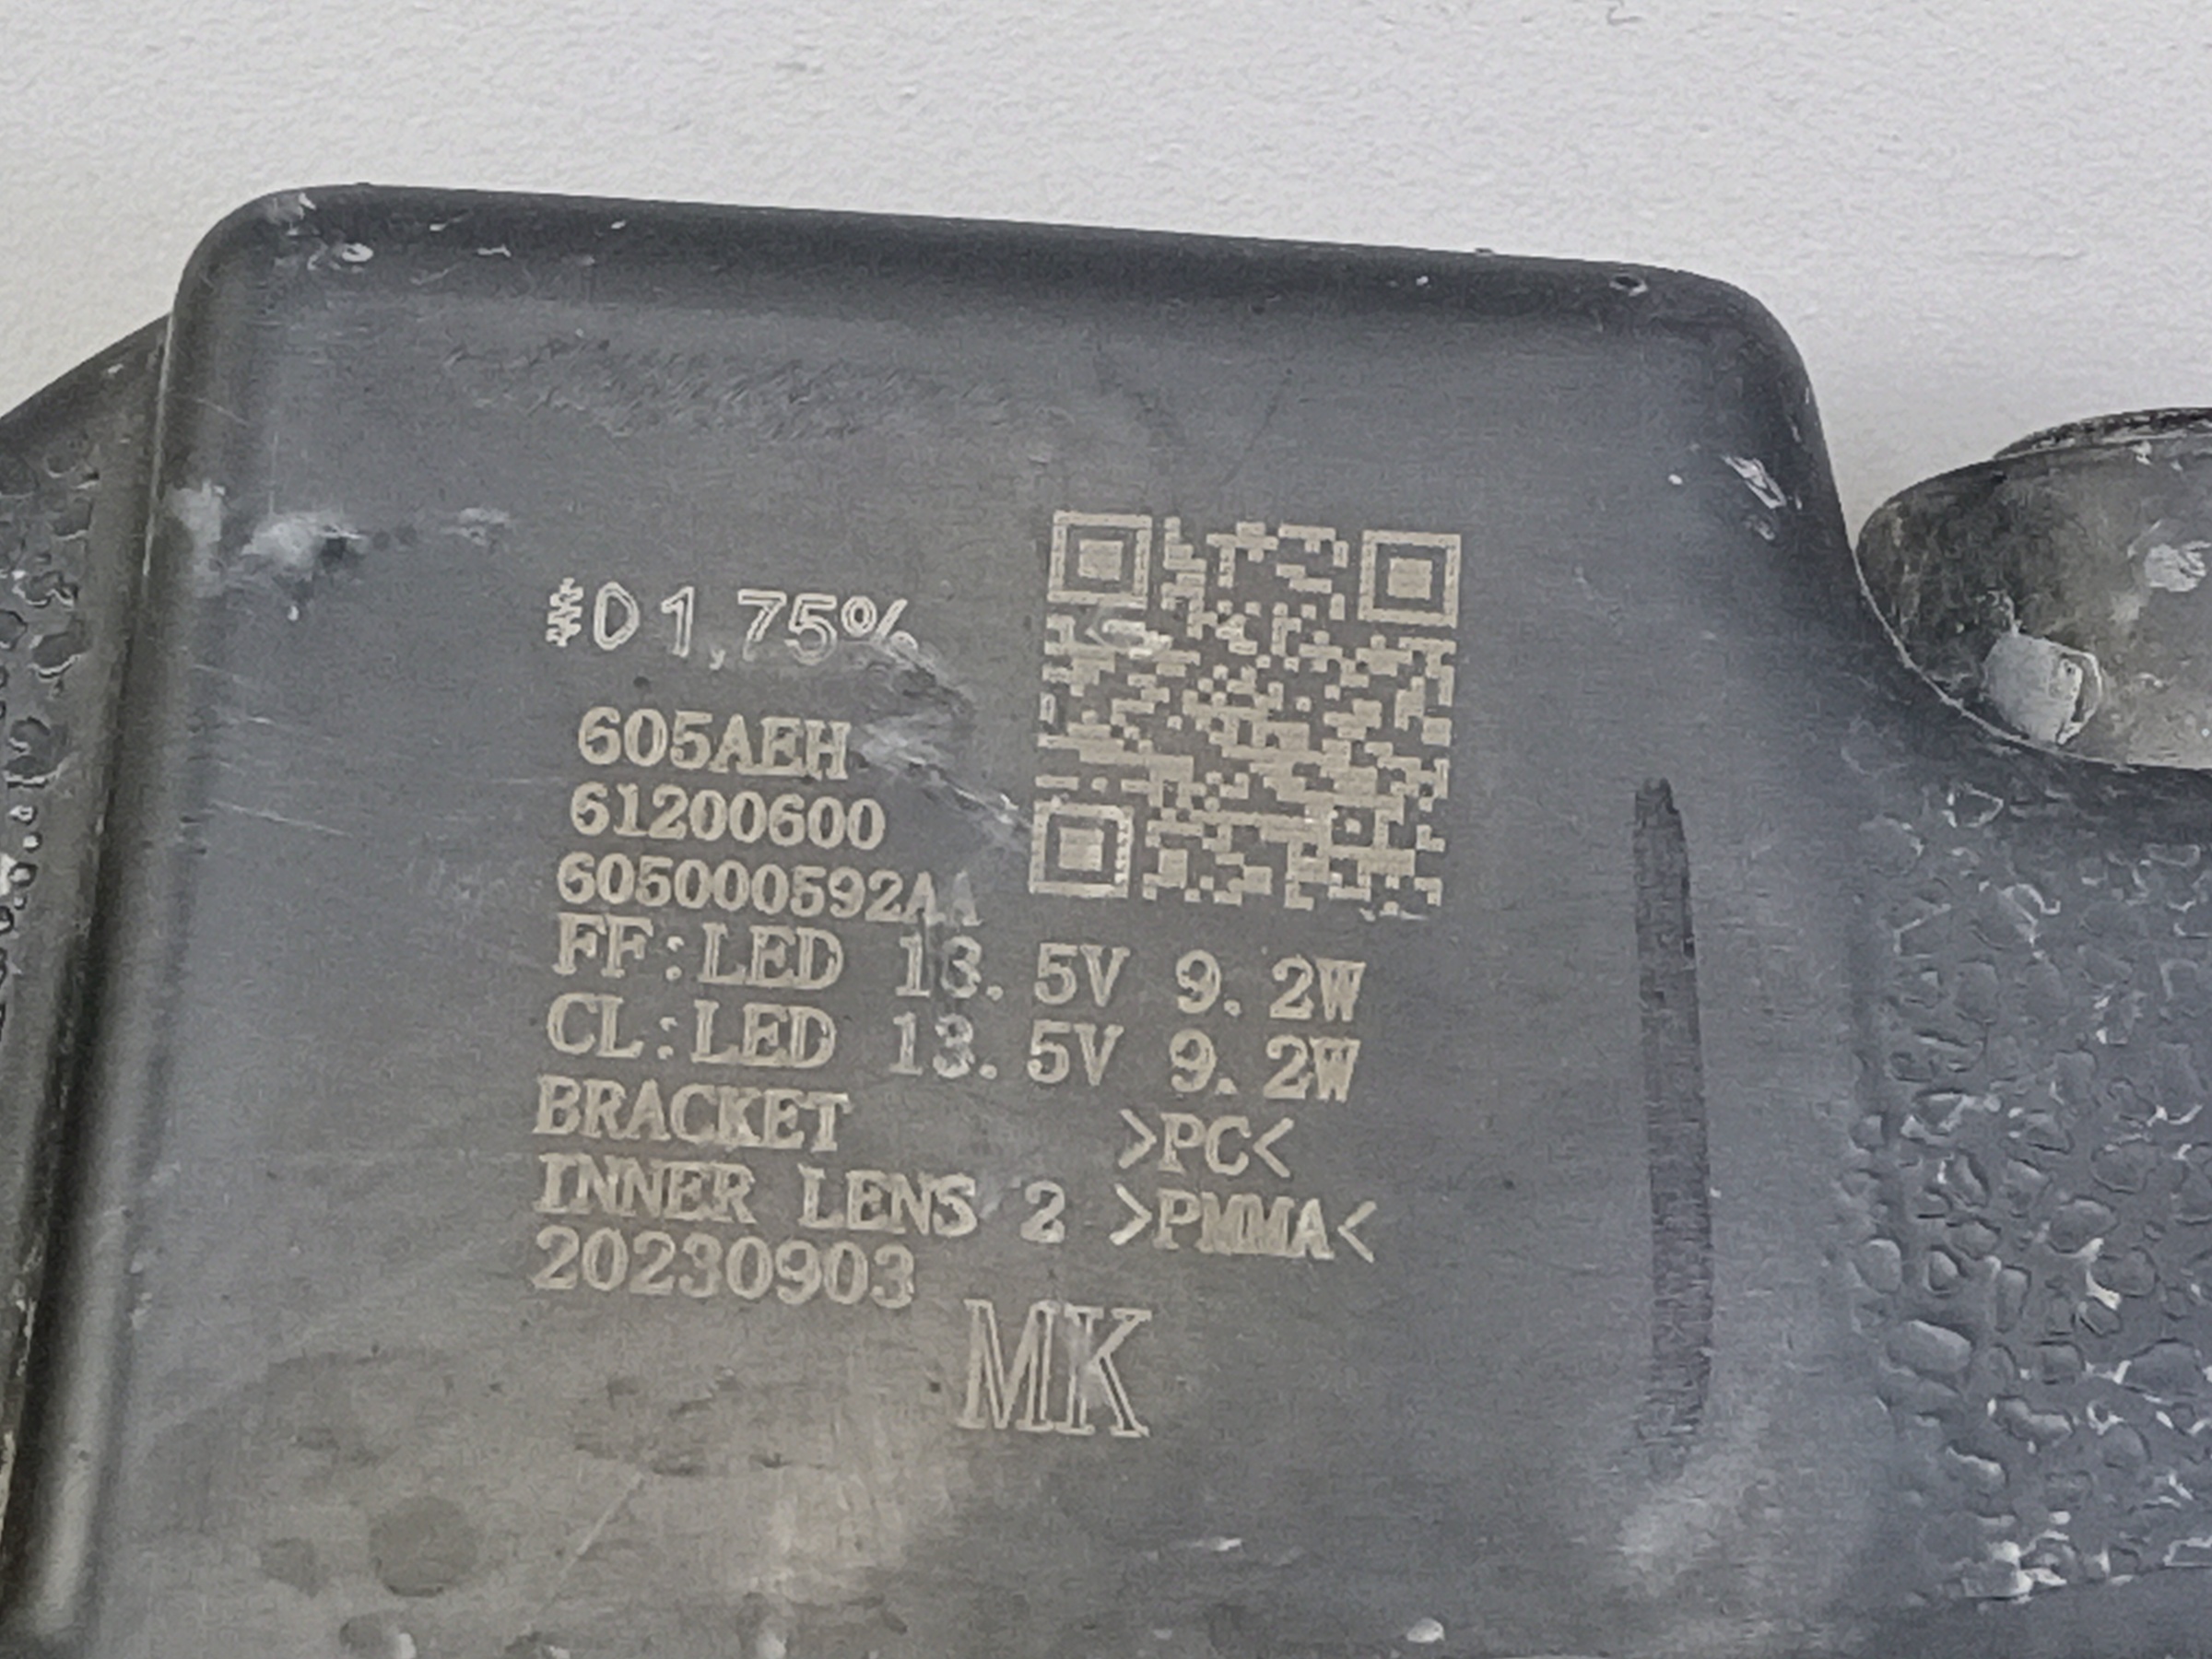 D 1,75%
605AEH
61200600
605000592AA
FF:LED 13.5V 9.2W
CL:LED 13.5V 9.2W
BRACKET >PC<
INNER LENS 2 >PMMA<
20230903
MK